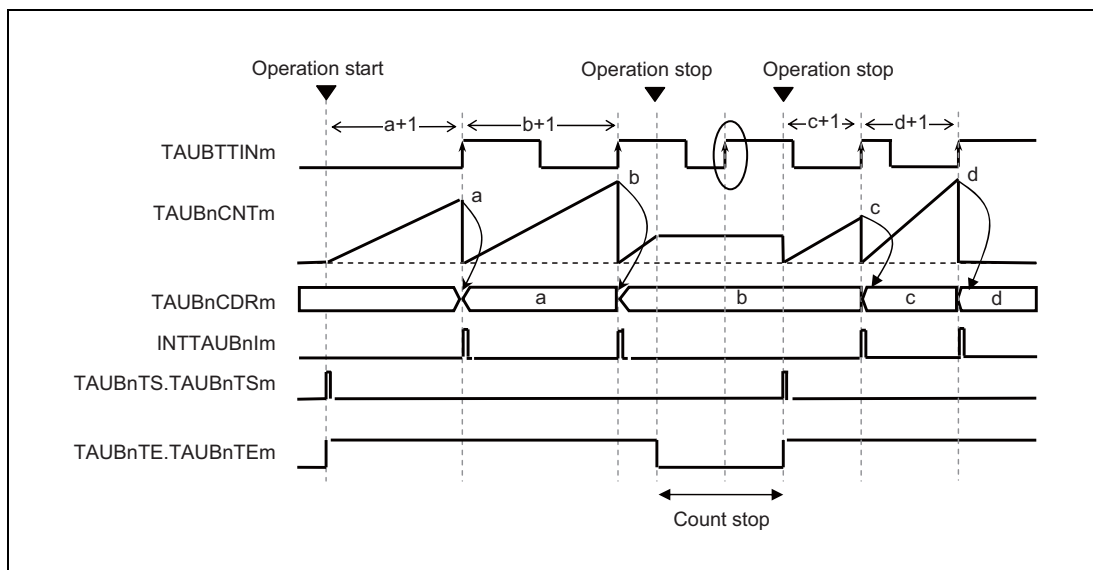 Operation start
Operation stop
Operation stop
a+1
b+1
c+1
d+1
TAUBTTINm
TAUBnCNTm
a
b
c
d
TAUBnCDRm
a
b
c
d
INTTAUBnIm
TAUBnTS.TAUBnTSm
TAUBnTE.TAUBnTEm
Count stop